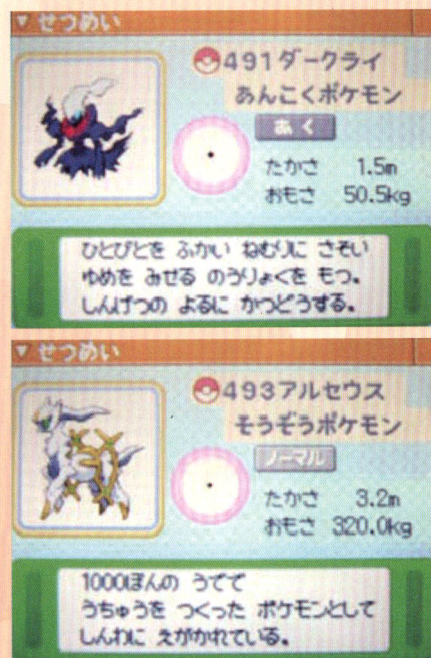 ▼せつめい
491ダークライ
あんこくポケモン
あく
たかさ 1.5m
おもさ 50.5kg
ひとびとを ふかい ねむりに さそい
ゆめを みせる のうりょくを もつ。
しんげつの よるに かつどうする。
▼せつめい
493アルセウス
そうぞうポケモン
ノーマル
たかさ 3.2m
おもさ 320.0kg
1000ぼんの うでで
うちゅうを つくった ポケモンとして
しんわに えがかれている。